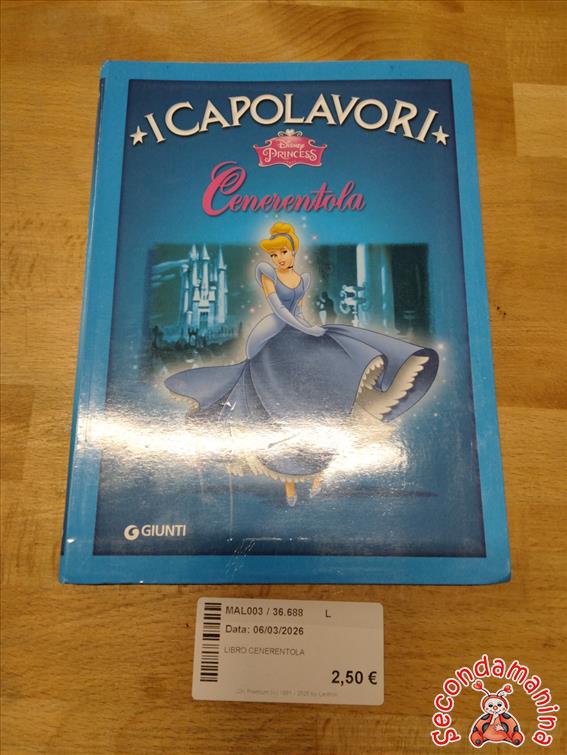 ★I CAPOLAVORI★
Disney
PRINCESS
Cenerentola
GIUNTI
MAL003 / 36.688 L
Data: 06/03/2026
LIBRO CENERENTOLA
2,50 €
secondamanina